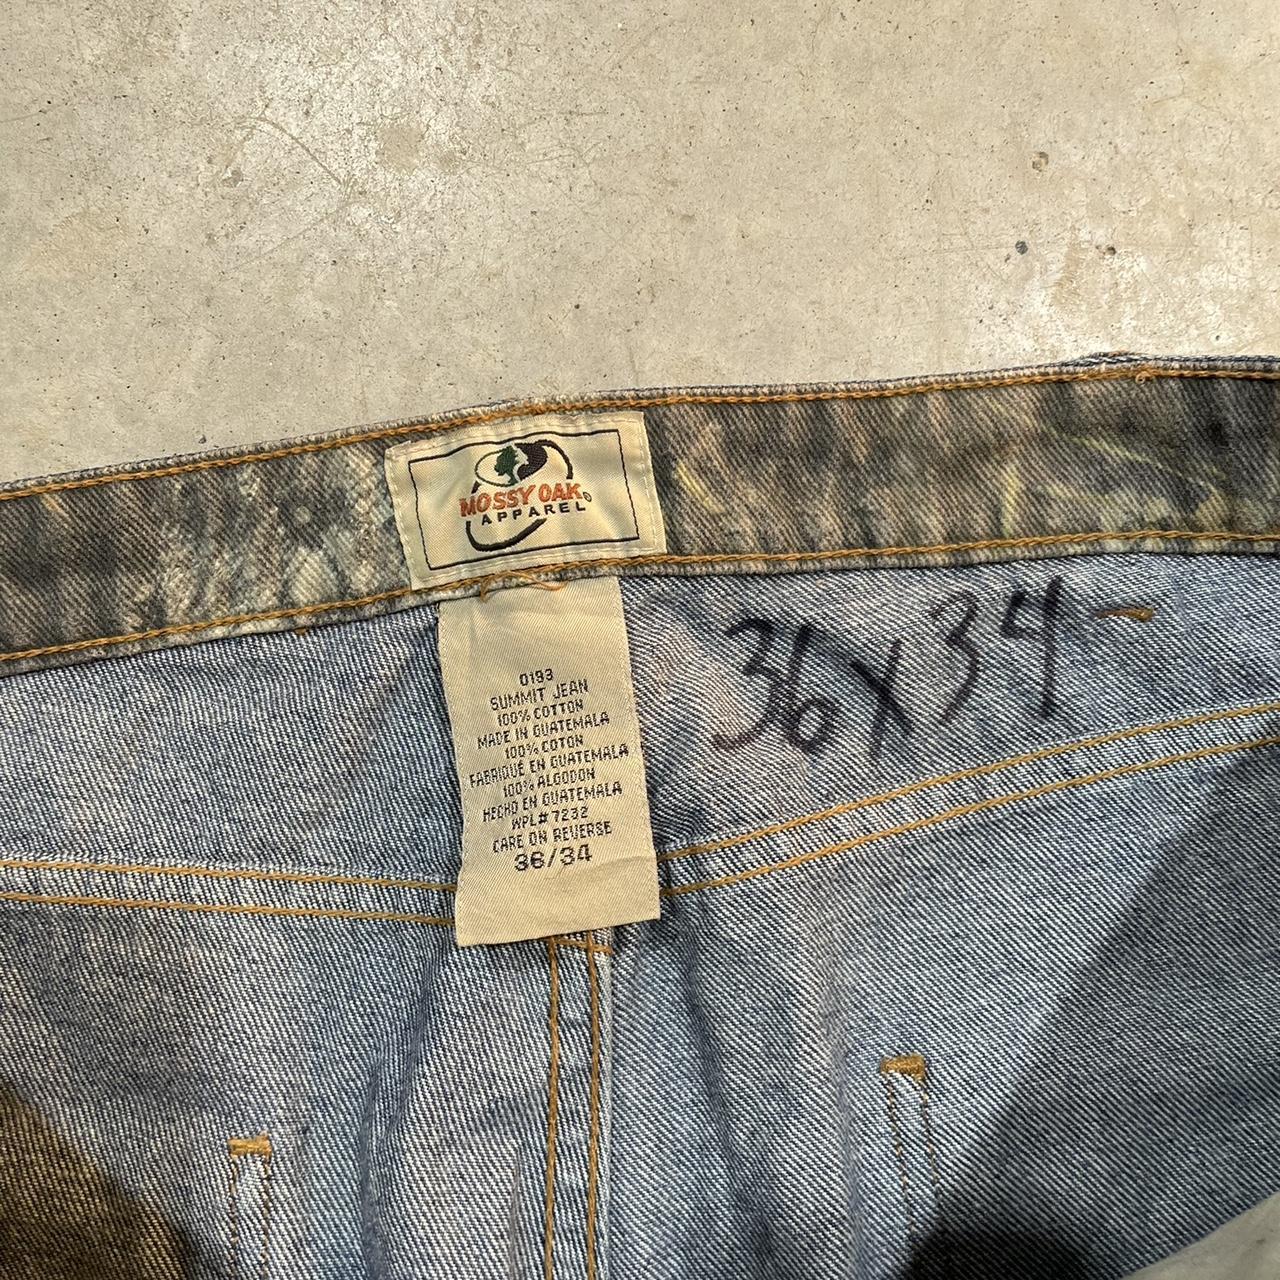 MOSSY OAK®
APPAREL
0193
SUMMIT JEAN
100% COTTON
MADE IN GUATEMALA
100% COTON
FABRIQUÉ EN GUATEMALA
100% ALGODON
HECHO EN GUATEMALA
WPL#7232
CARE ON REVERSE
36/34
36x34